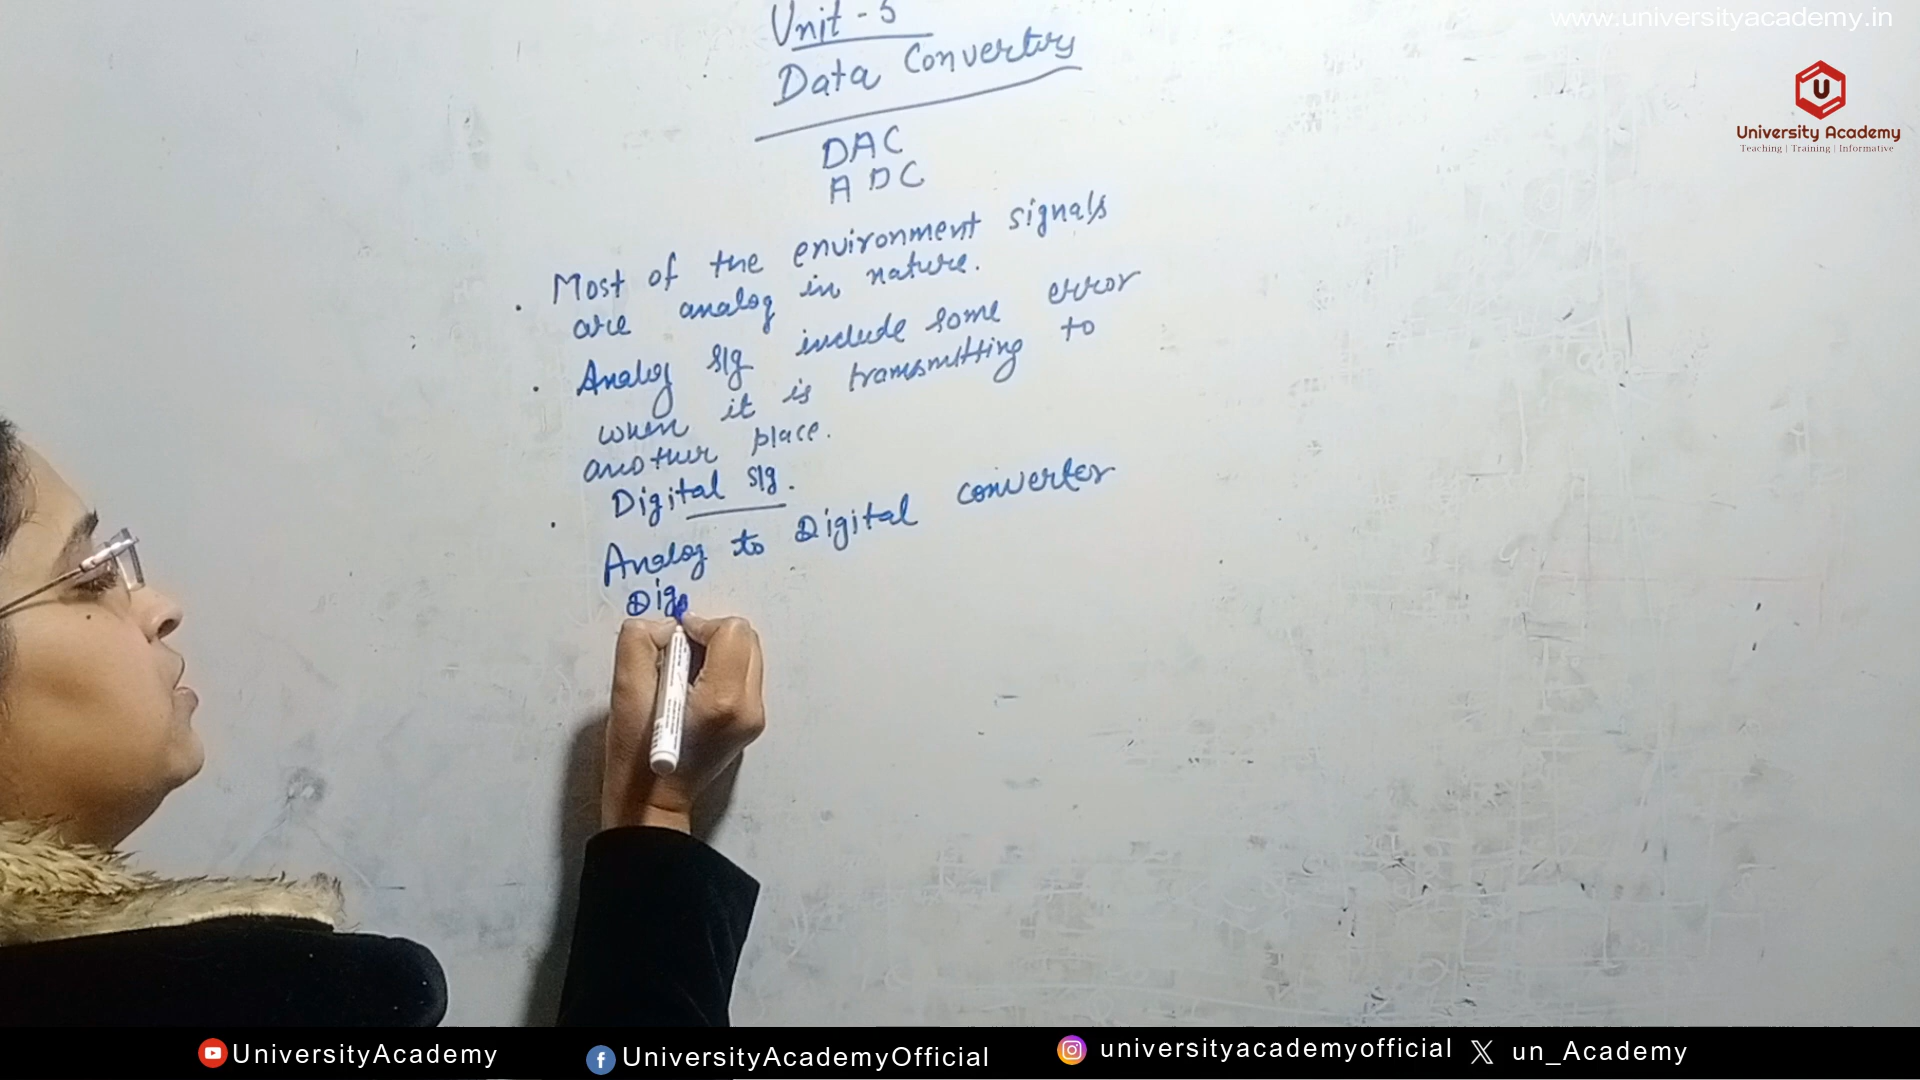 www.universityacademy.in
U
University Academy
Teaching | Training | Informative
Unit - 5
Data Converters
DAC
ADC
. Most of the environment signals
are analog in nature.
. Analog sig include some error
when it is transmitting to
another place.
. Digital sig.
Analog to Digital converter
Dig
UniversityAcademy
UniversityAcademyOfficial
universityacademyofficial
un_Academy